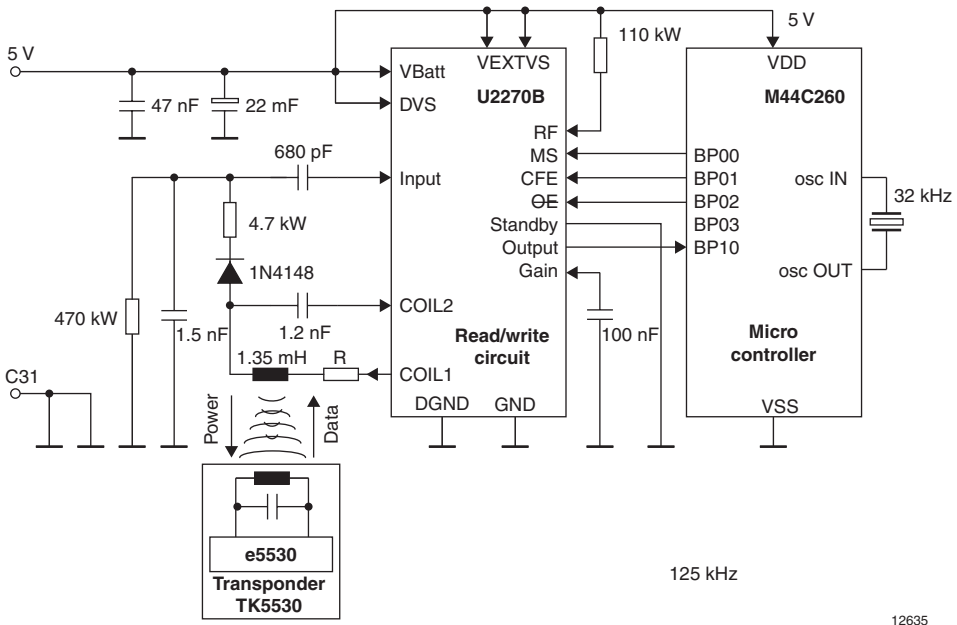 5 V
5 V
110 kW
VBatt
VEXTVS
VDD
47 nF
22 mF
DVS
U2270B
M44C260
RF
680 pF
MS
BP00
Input
CFE
BP01
osc IN
OE
BP02
32 kHz
4.7 kW
Standby
BP03
Output
BP10
1N4148
Gain
osc OUT
470 kW
1.5 nF
1.2 nF
COIL2
100 nF
Read/write
circuit
Micro
controller
1.35 mH
R
COIL1
C31
DGND
GND
VSS
Power
Data
e5530
Transponder
TK5530
125 kHz
12635